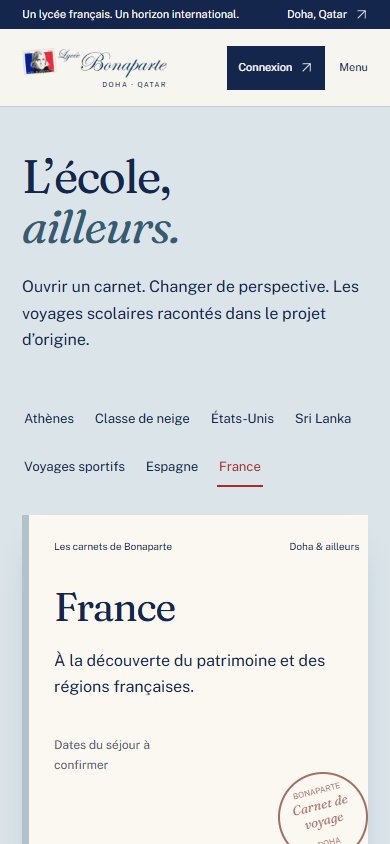 Un lycée français. Un horizon international.
Doha, Qatar
Lycée Bonaparte
DOHA · QATAR
Connexion
Menu
L’école,
ailleurs.
Ouvrir un carnet. Changer de perspective. Les
voyages scolaires racontés dans le projet
d’origine.
Athènes
Classe de neige
États-Unis
Sri Lanka
Voyages sportifs
Espagne
France
Les carnets de Bonaparte
Doha & ailleurs
France
À la découverte du patrimoine et des
régions françaises.
Dates du séjour à
confirmer
BONAPARTE
Carnet de
voyage
DOHA